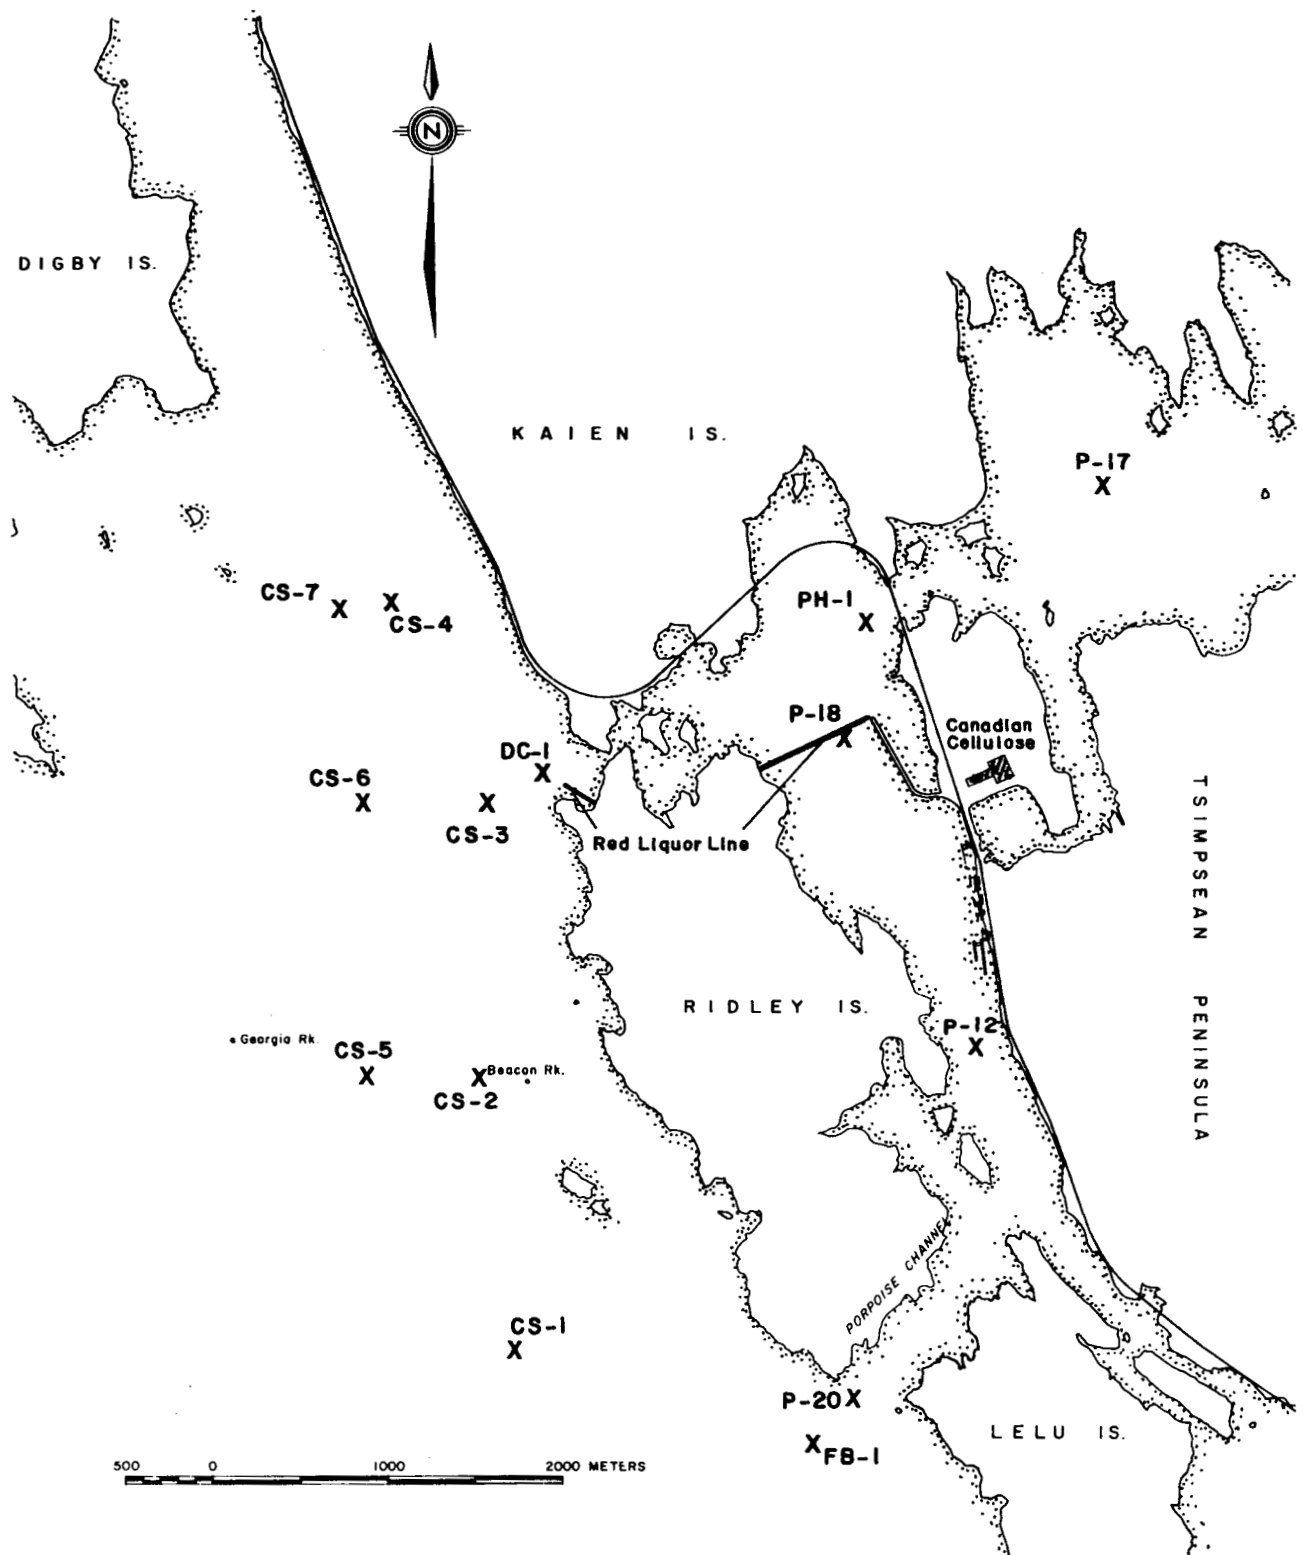 N
DIGBY IS.
KAIEN IS.
P-17
CS-7
CS-4
PH-1
P-18
Canadian
Cellulose
DC-1
CS-6
CS-3
Red Liquor Line
TSIMPSEAN PENINSULA
RIDLEY IS.
P-12
Georgia Rk.
CS-5
Beacon Rk.
CS-2
PORPOISE CHANNEL
CS-1
P-20
LELU IS.
FB-1
500 0 1000 2000 METERS